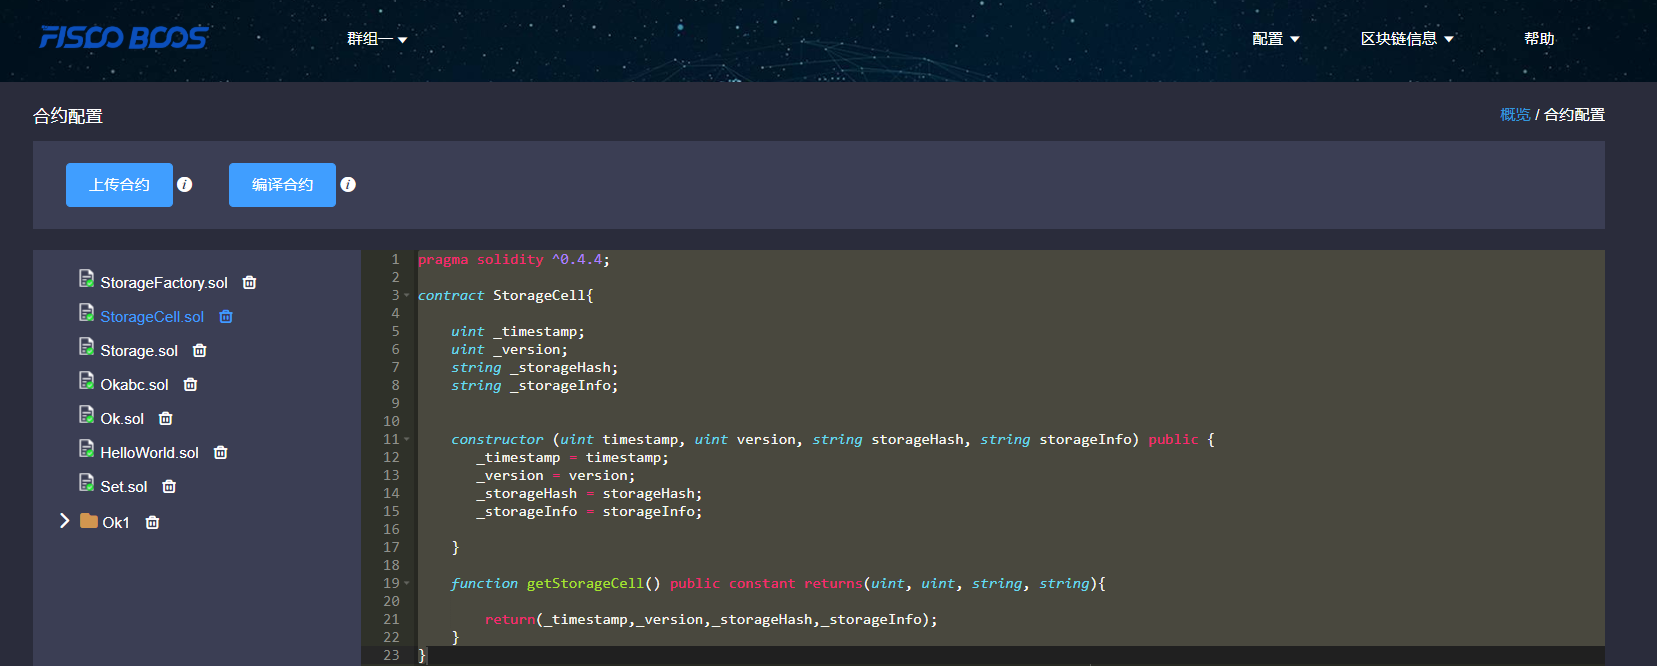 FISCO BCOS
群组一
配置
区块链信息
帮助
合约配置
概览 / 合约配置
上传合约
编译合约
StorageFactory.sol
StorageCell.sol
Storage.sol
Okabc.sol
Ok.sol
HelloWorld.sol
Set.sol
Ok1
1 pragma solidity ^0.4.4;
2
3 contract StorageCell{
4
5 uint _timestamp;
6 uint _version;
7 string _storageHash;
8 string _storageInfo;
9
10
11 constructor (uint timestamp, uint version, string storageHash, string storageInfo) public {
12 _timestamp = timestamp;
13 _version = version;
14 _storageHash = storageHash;
15 _storageInfo = storageInfo;
16
17 }
18
19 function getStorageCell() public constant returns(uint, uint, string, string){
20
21 return(_timestamp,_version,_storageHash,_storageInfo);
22 }
23 }